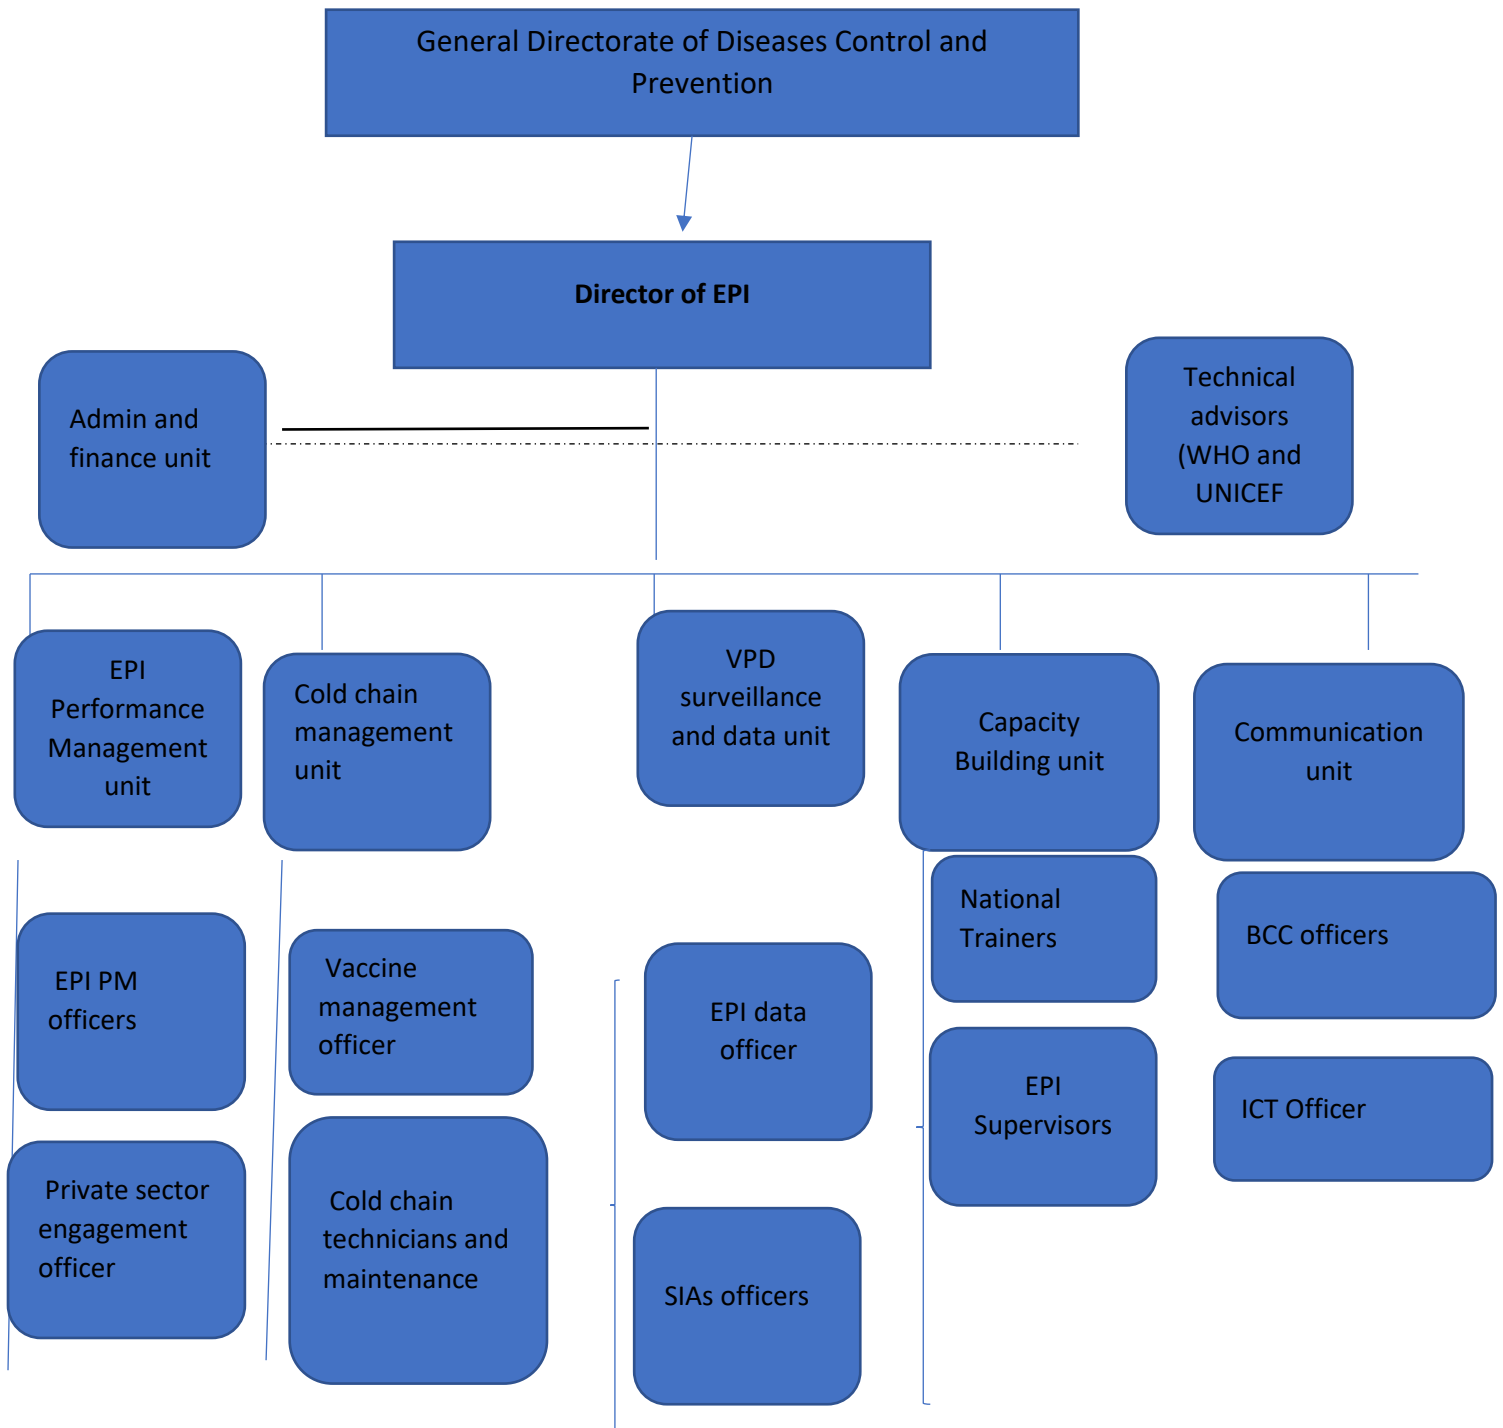 General Directorate of Diseases Control and
Prevention
Director of EPI
Admin and
finance unit
Technical
advisors
(WHO and
UNICEF
EPI
Performance
Management
unit
Cold chain
management
unit
VPD
surveillance
and data unit
Capacity
Building unit
Communication
unit
EPI PM
officers
Vaccine
management
officer
EPI data
officer
National
Trainers
BCC officers
Private sector
engagement
officer
Cold chain
technicians and
maintenance
SIAs officers
EPI
Supervisors
ICT Officer